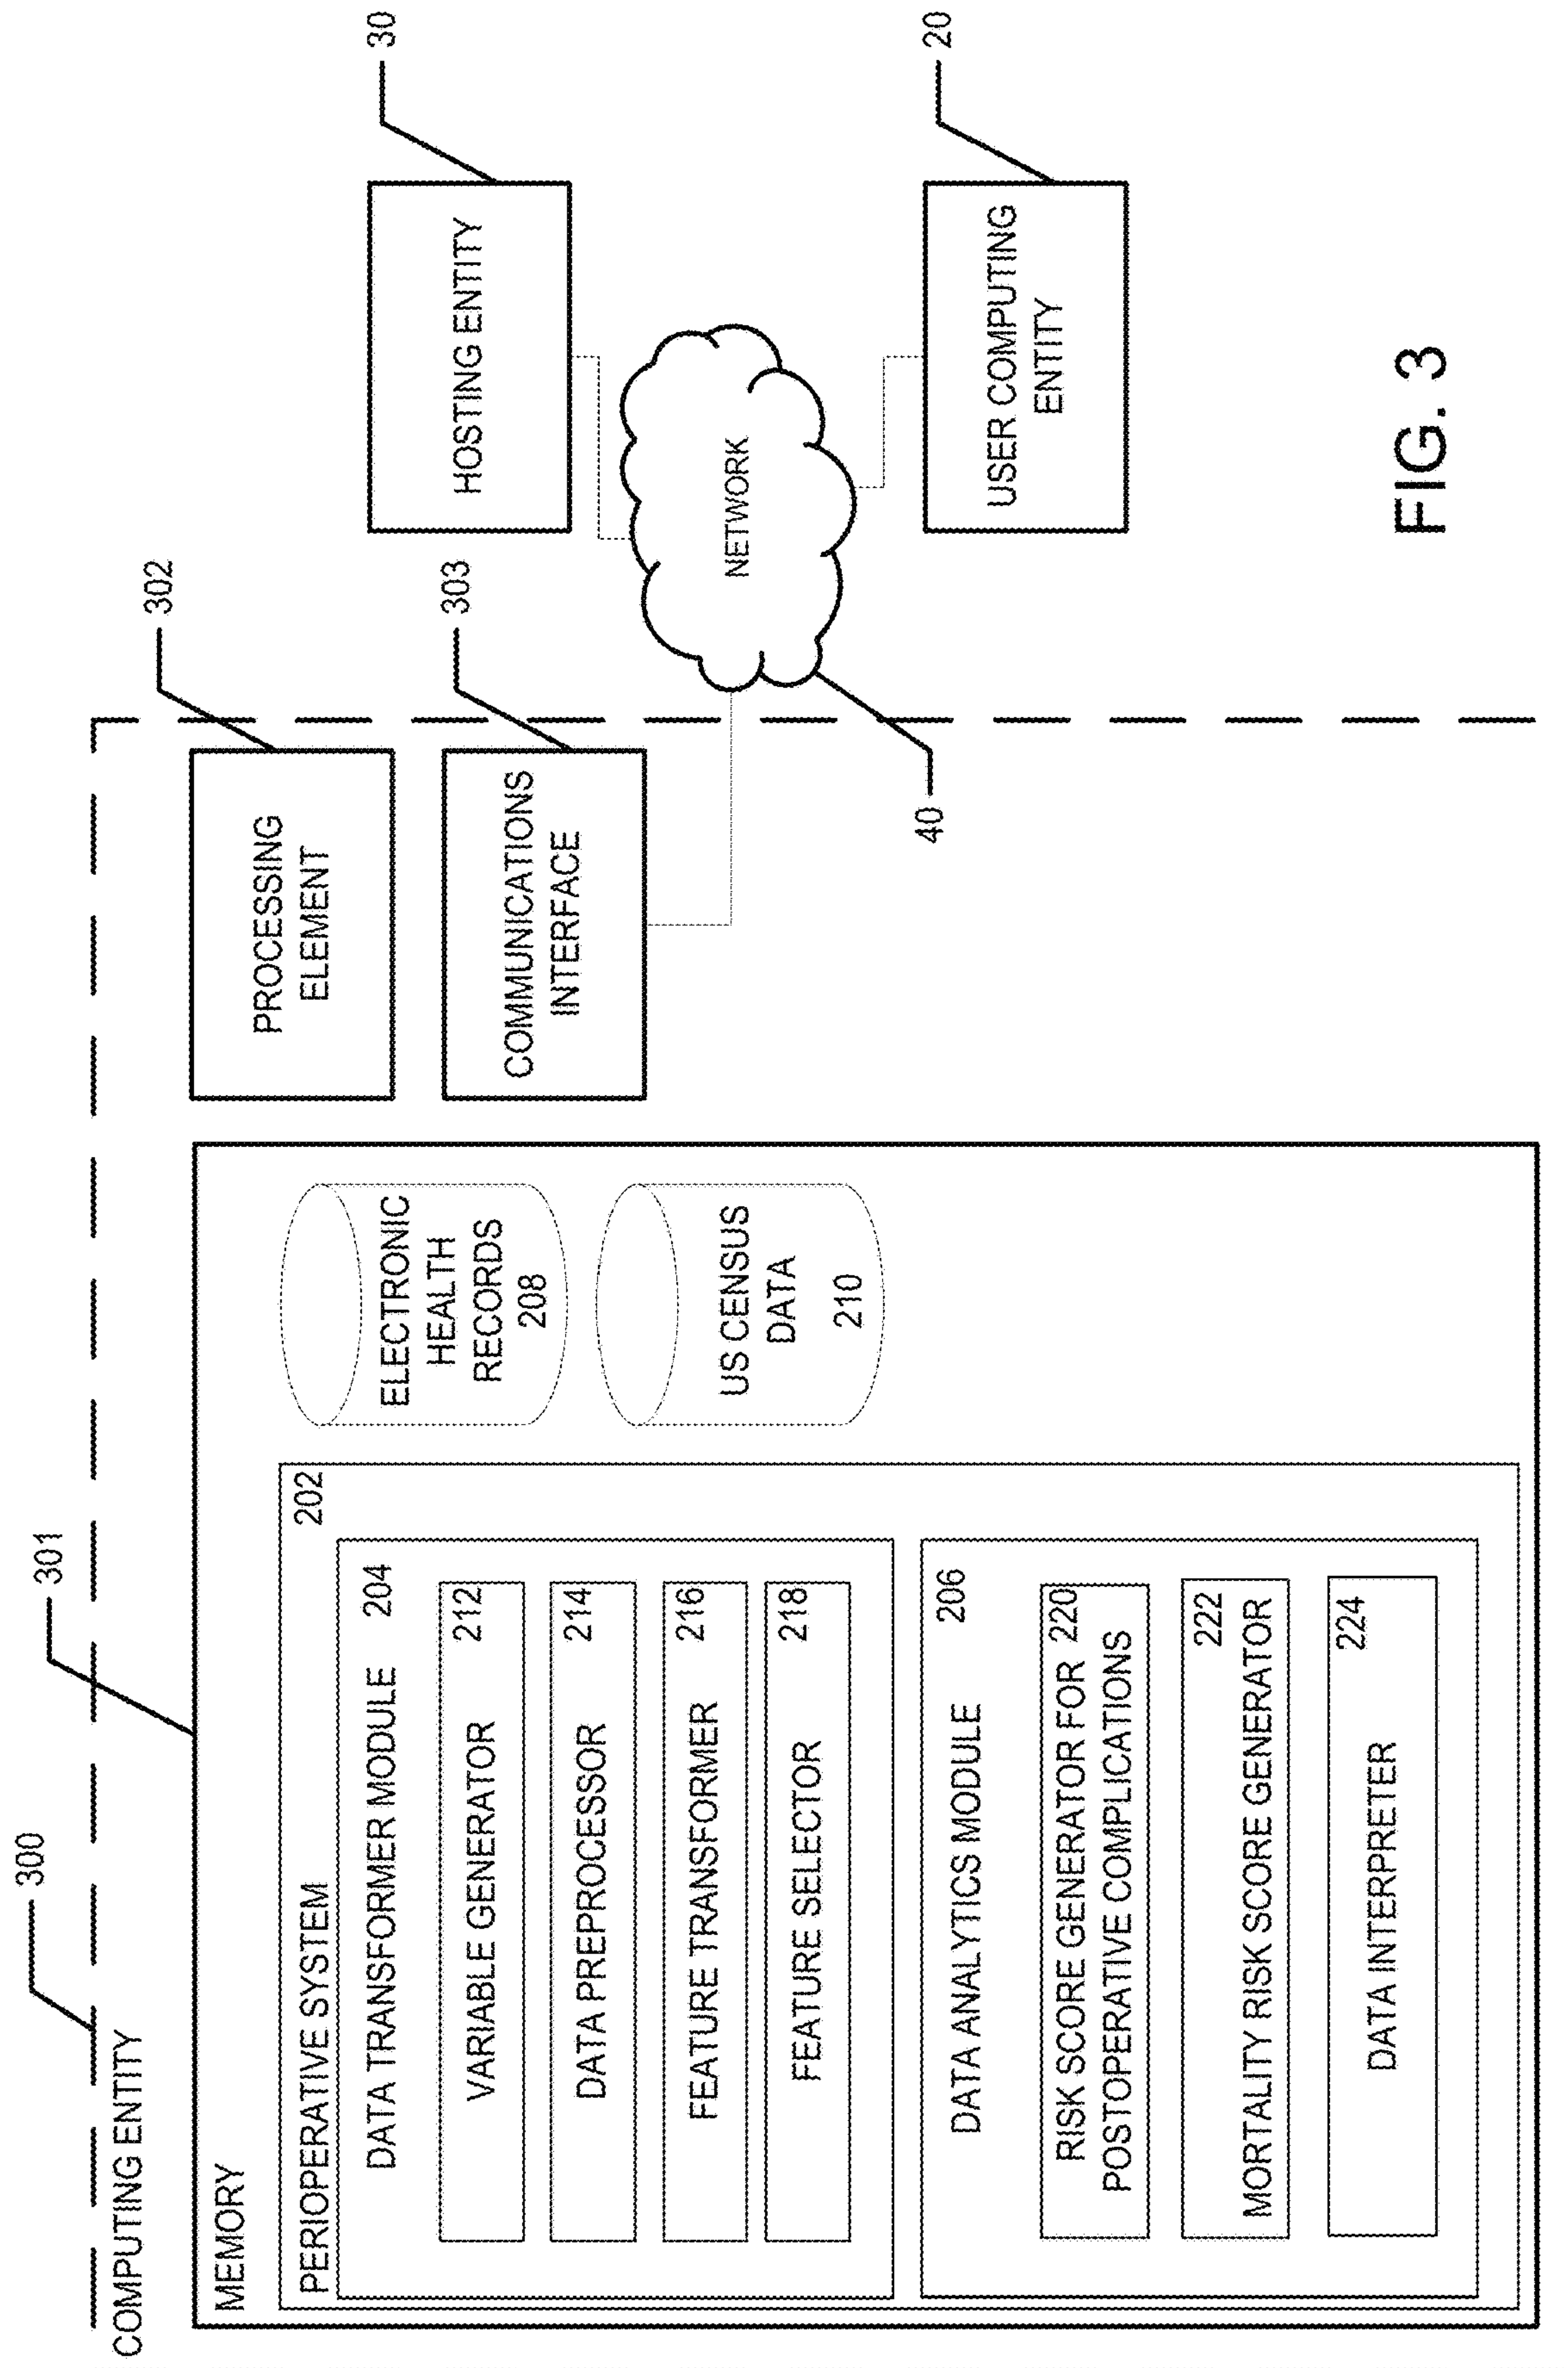 300
COMPUTING ENTITY
301
MEMORY
PERIOPERATIVE SYSTEM
202
DATA TRANSFORMER MODULE
204
VARIABLE GENERATOR
212
DATA PREPROCESSOR
214
FEATURE TRANSFORMER
216
FEATURE SELECTOR
218
DATA ANALYTICS MODULE
206
RISK SCORE GENERATOR FOR
220
POSTOPERATIVE COMPLICATIONS
222
MORTALITY RISK SCORE GENERATOR
224
DATA INTERPRETER
ELECTRONIC
HEALTH
RECORDS
208
US CENSUS
DATA
210
302
PROCESSING
ELEMENT
303
COMMUNICATIONS
INTERFACE
30
HOSTING ENTITY
NETWORK
40
20
USER COMPUTING
ENTITY
FIG. 3